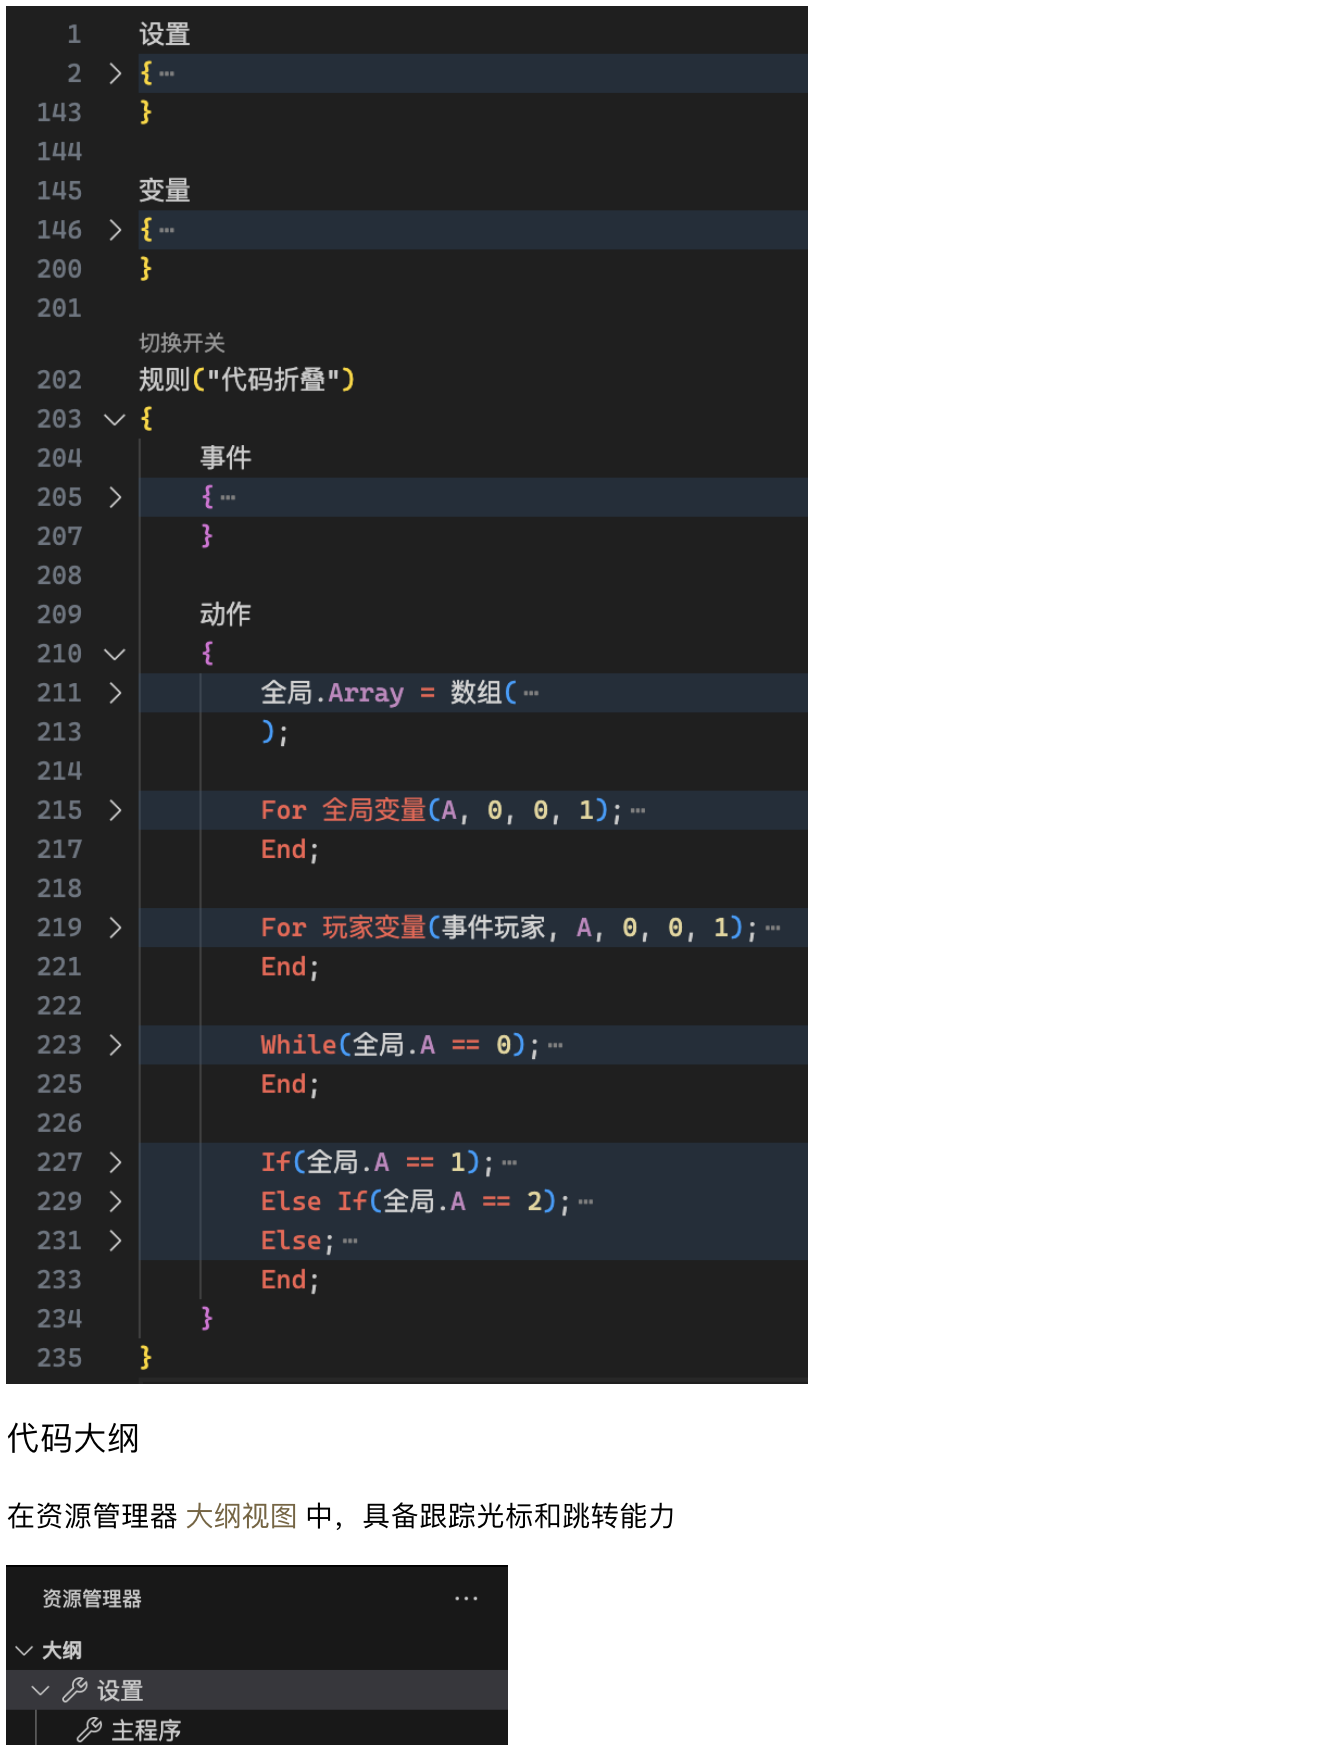 1 设置
2 {…
143 }
144
145 变量
146 {…
200 }
201
切换开关
202 规则("代码折叠")
203 {
204 事件
205 {…
207 }
208
209 动作
210 {
211 全局.Array = 数组(…
213 );
214
215 For 全局变量(A, 0, 0, 1);…
217 End;
218
219 For 玩家变量(事件玩家, A, 0, 0, 1);…
221 End;
222
223 While(全局.A == 0);…
225 End;
226
227 If(全局.A == 1);…
229 Else If(全局.A == 2);…
231 Else;…
233 End;
234 }
235 }
代码大纲
在资源管理器 大纲视图 中，具备跟踪光标和跳转能力
资源管理器 …
大纲
设置
主程序